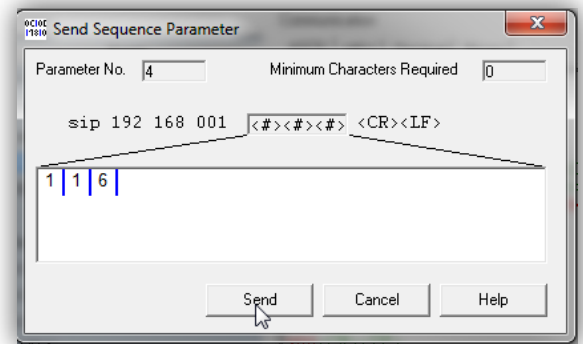 Send Sequence Parameter
Parameter No. 4 Minimum Characters Required 0
sip 192 168 001 <#><#><#> <CR><LF>
1 1 6
Send Cancel Help